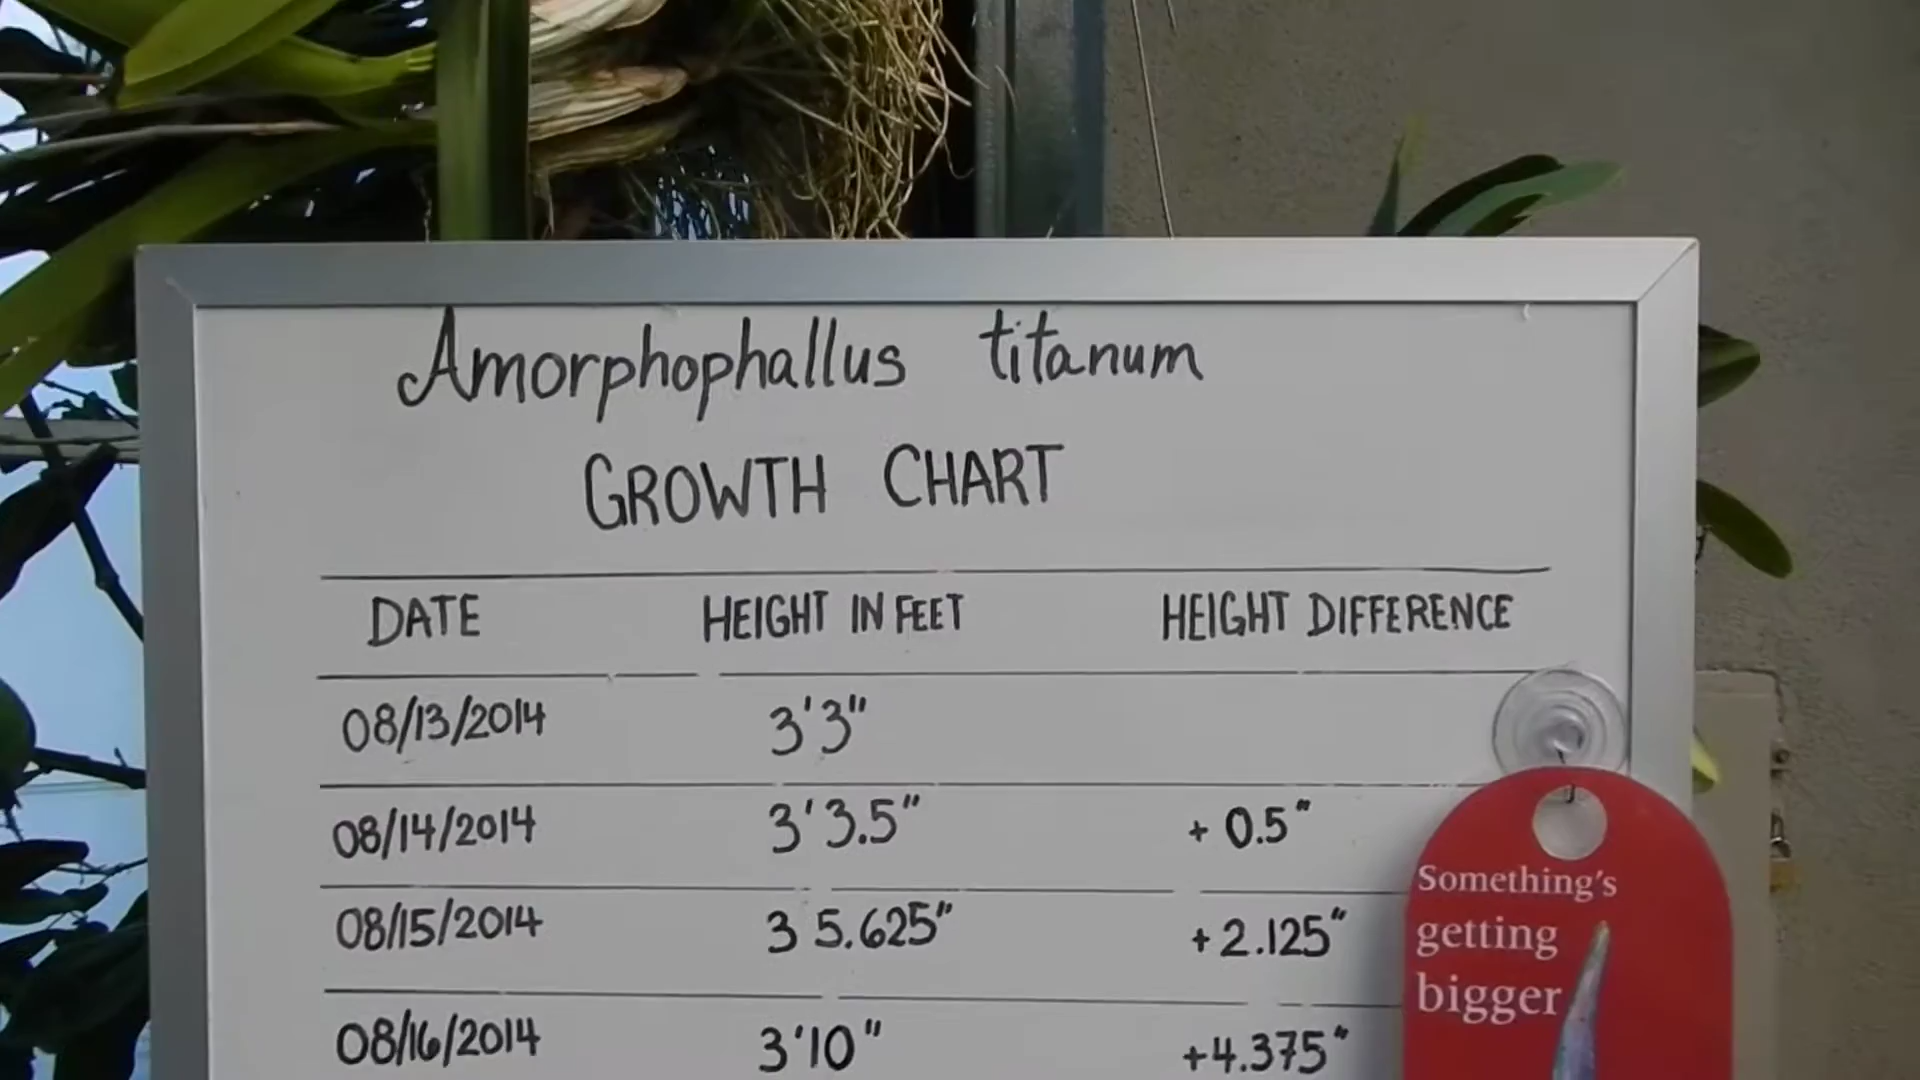 Amorphophallus titanum
GROWTH CHART
DATE HEIGHT IN FEET HEIGHT DIFFERENCE
08/13/2014 3'3"
08/14/2014 3'3.5" + 0.5"
08/15/2014 3 5.625" +2.125"
08/16/2014 3'10" +4.375"
Something's
getting
bigger